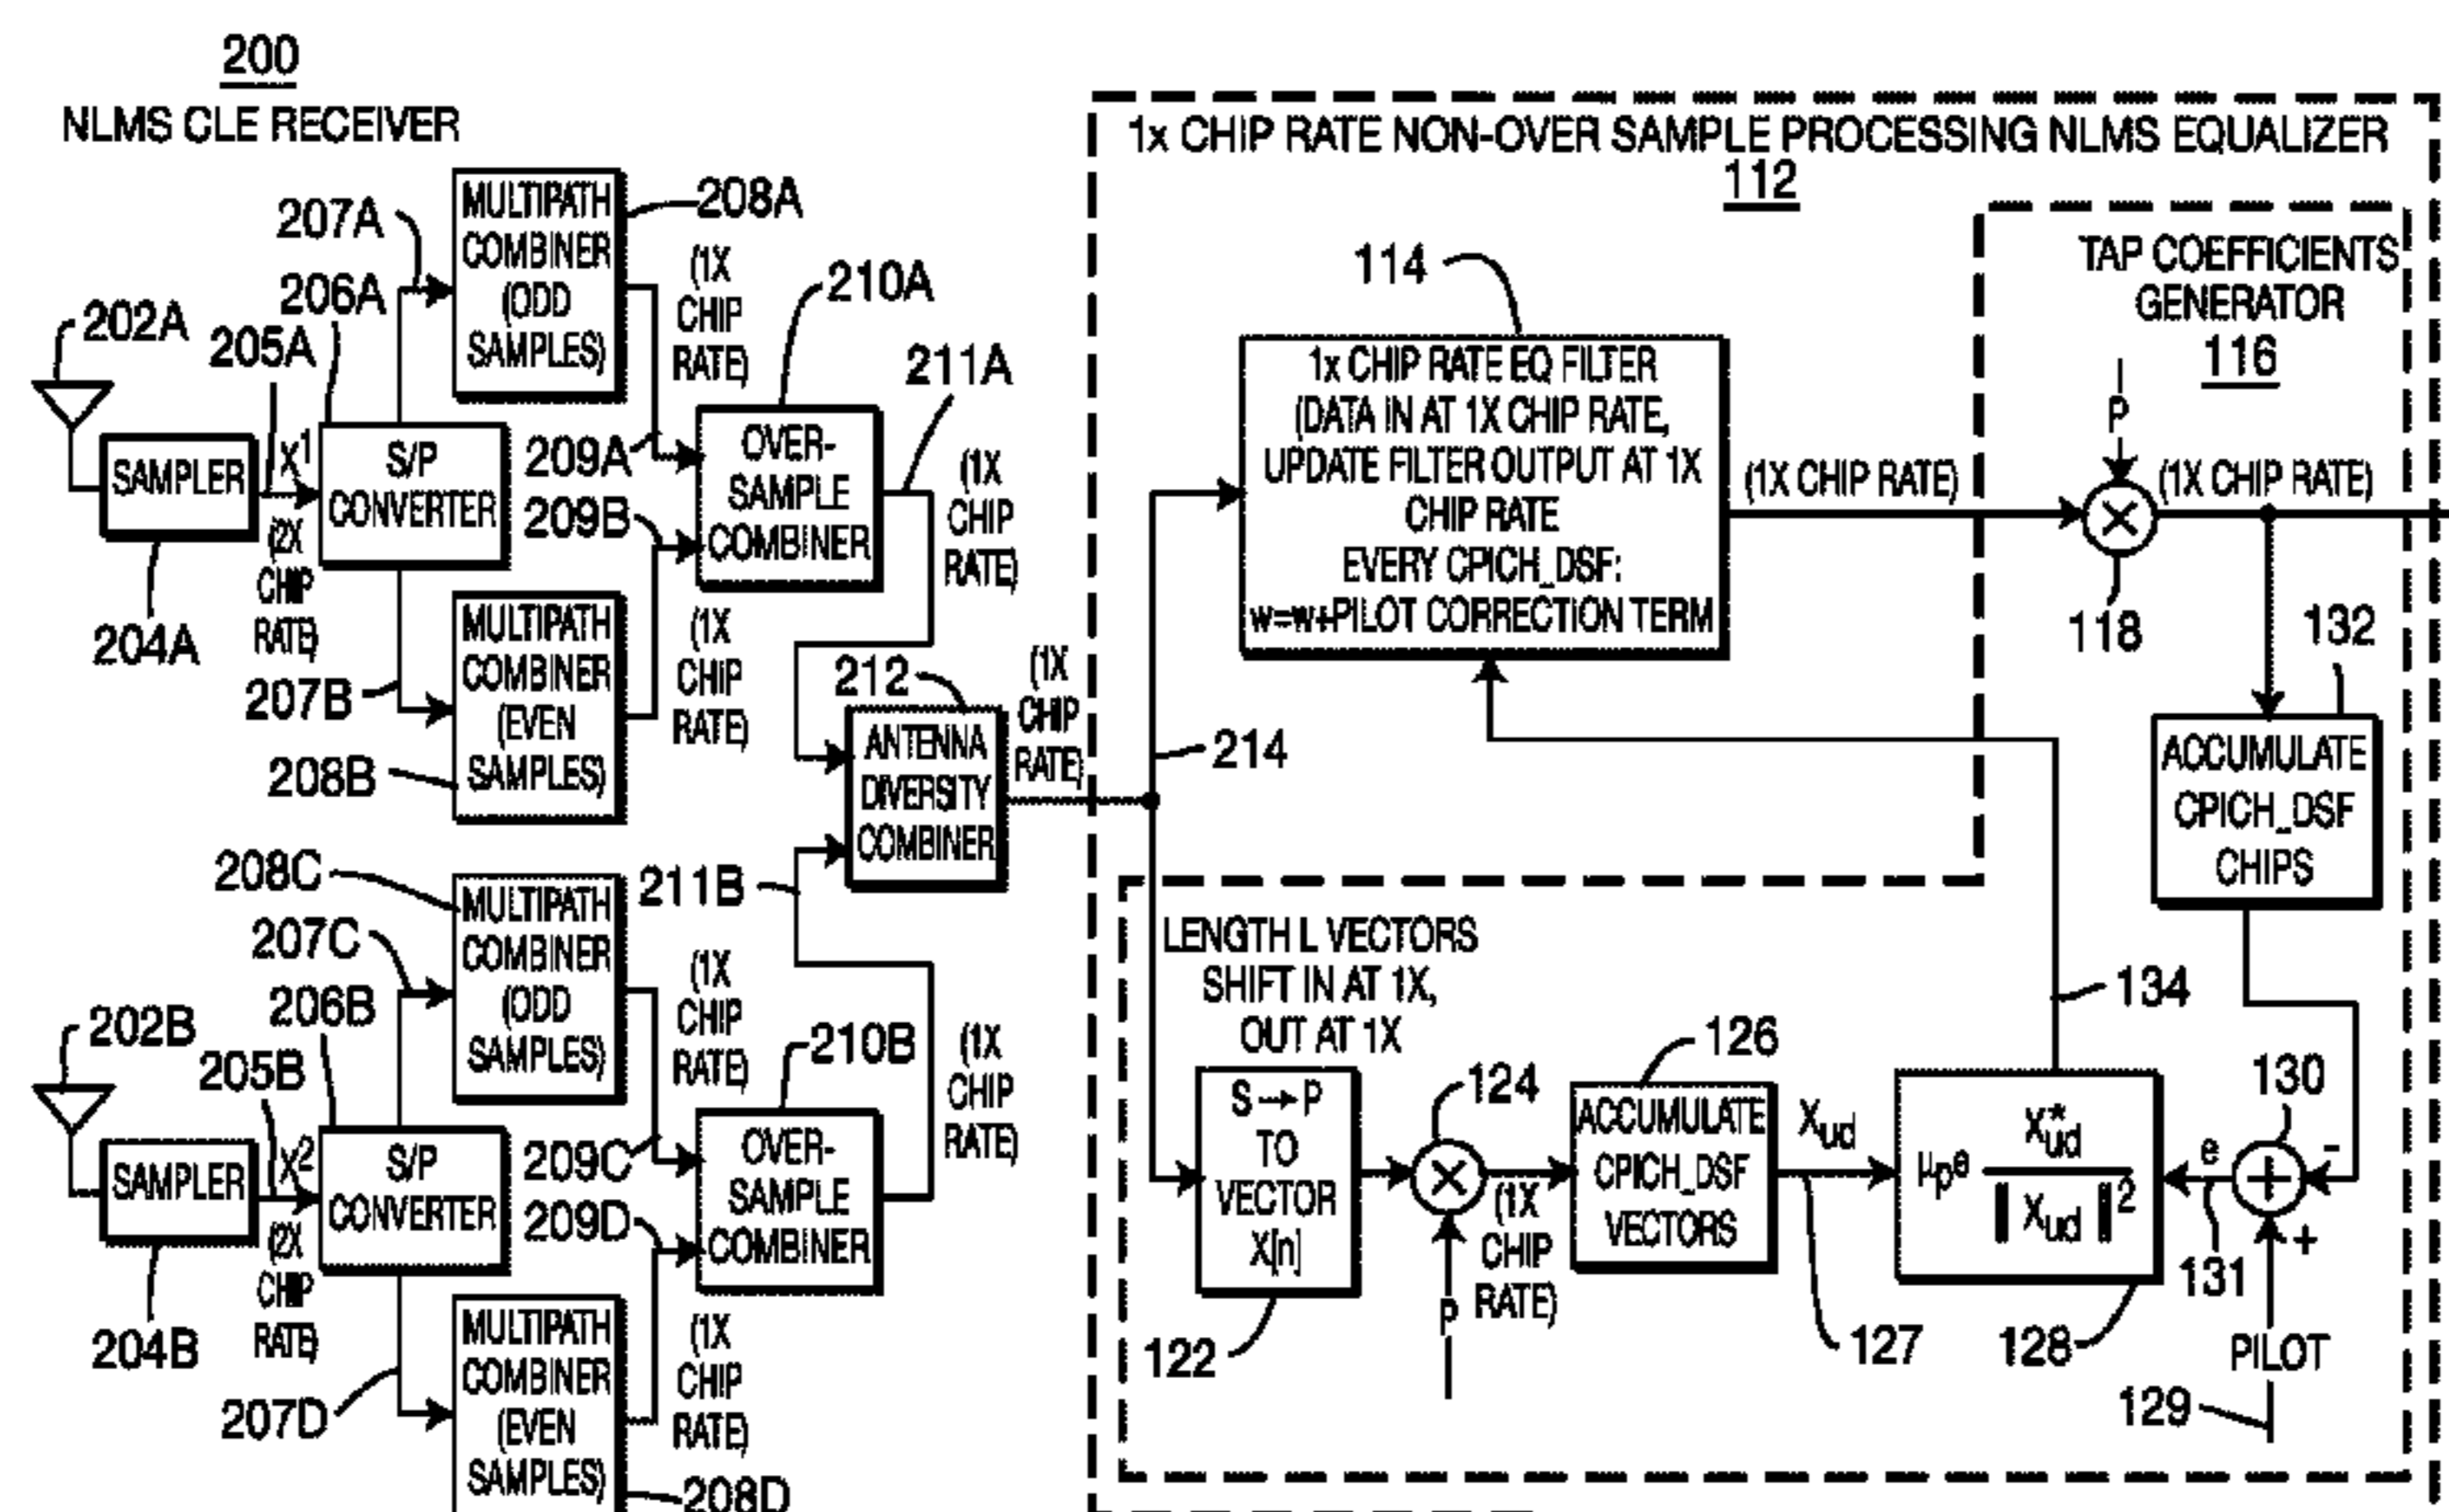 200
NLMS CLE RECEIVER
202A
SAMPLER
204A
205A
X1
(2X
CHIP
RATE)
206A
S/P
CONVERTER
207A
MULTIPATH
COMBINER
(ODD
SAMPLES)
208A
(1X
CHIP
RATE)
207B
MULTIPATH
COMBINER
(EVEN
SAMPLES)
208B
(1X
CHIP
RATE)
209A
209B
210A
OVER-
SAMPLE
COMBINER
211A
(1X
CHIP
RATE)
202B
SAMPLER
204B
205B
X2
(2X
CHIP
RATE)
206B
S/P
CONVERTER
207C
208C
MULTIPATH
COMBINER
(ODD
SAMPLES)
(1X
CHIP
RATE)
207D
MULTIPATH
COMBINER
(EVEN
SAMPLES)
208D
(1X
CHIP
RATE)
209C
209D
210B
OVER-
SAMPLE
COMBINER
211B
(1X
CHIP
RATE)
212
ANTENNA
DIVERSITY
COMBINER
(1X
CHIP
RATE)
214
1x CHIP RATE NON-OVER SAMPLE PROCESSING NLMS EQUALIZER
112
114
1x CHIP RATE EQ FILTER
(DATA IN AT 1X CHIP RATE,
UPDATE FILTER OUTPUT AT 1X
CHIP RATE
EVERY CPICH_DSF:
w=w+PILOT CORRECTION TERM
(1X CHIP RATE)
TAP COEFFICIENTS
GENERATOR
116
P
118
(1X CHIP RATE)
132
ACCUMULATE
CPICH_DSF
CHIPS
LENGTH L VECTORS
SHIFT IN AT 1X,
OUT AT 1X
S→P
TO
VECTOR
X[n]
122
124
P
(1X
CHIP
RATE)
126
ACCUMULATE
CPICH_DSF
VECTORS
Xud
127
μpe X*ud / ‖Xud‖2
128
134
e
131
130
-
+
PILOT
129